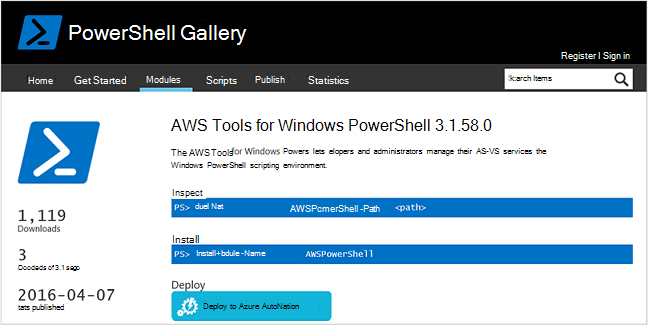 PowerShell Gallery
Register | Sign in
Home Get Started Modules Scripts Publish Statistics
Search Items
AWS Tools for Windows PowerShell 3.1.58.0
The AWS Tools for Windows Powers lets elopers and administrators manage their AS-VS services the
Windows PowerShell scripting environment.
1,119
Downloads
Inspect
PS> duel Nat AWSPcmerShell -Path <path>
3
Docdads of 3.1 sago
Install
PS> Install+bdule -Name AWSPowerShell
2016-04-07
tats published
Deploy
Deploy to Azure AutoNation